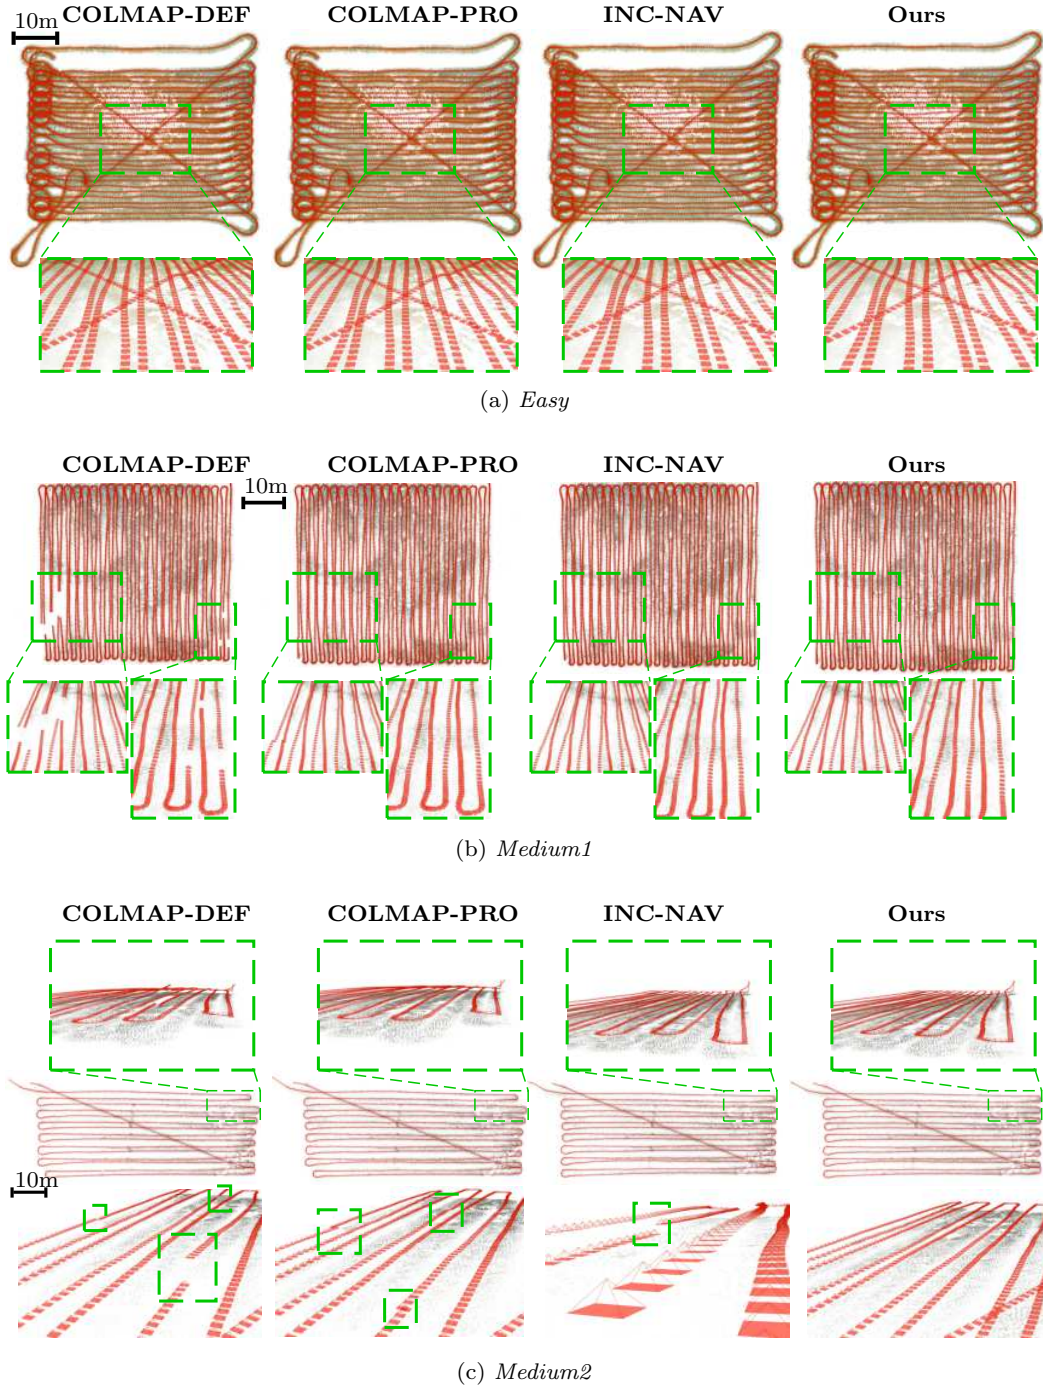 COLMAP-DEF COLMAP-PRO INC-NAV Ours
10m
(a) Easy
COLMAP-DEF COLMAP-PRO INC-NAV Ours
10m
(b) Medium1
COLMAP-DEF COLMAP-PRO INC-NAV Ours
10m
(c) Medium2